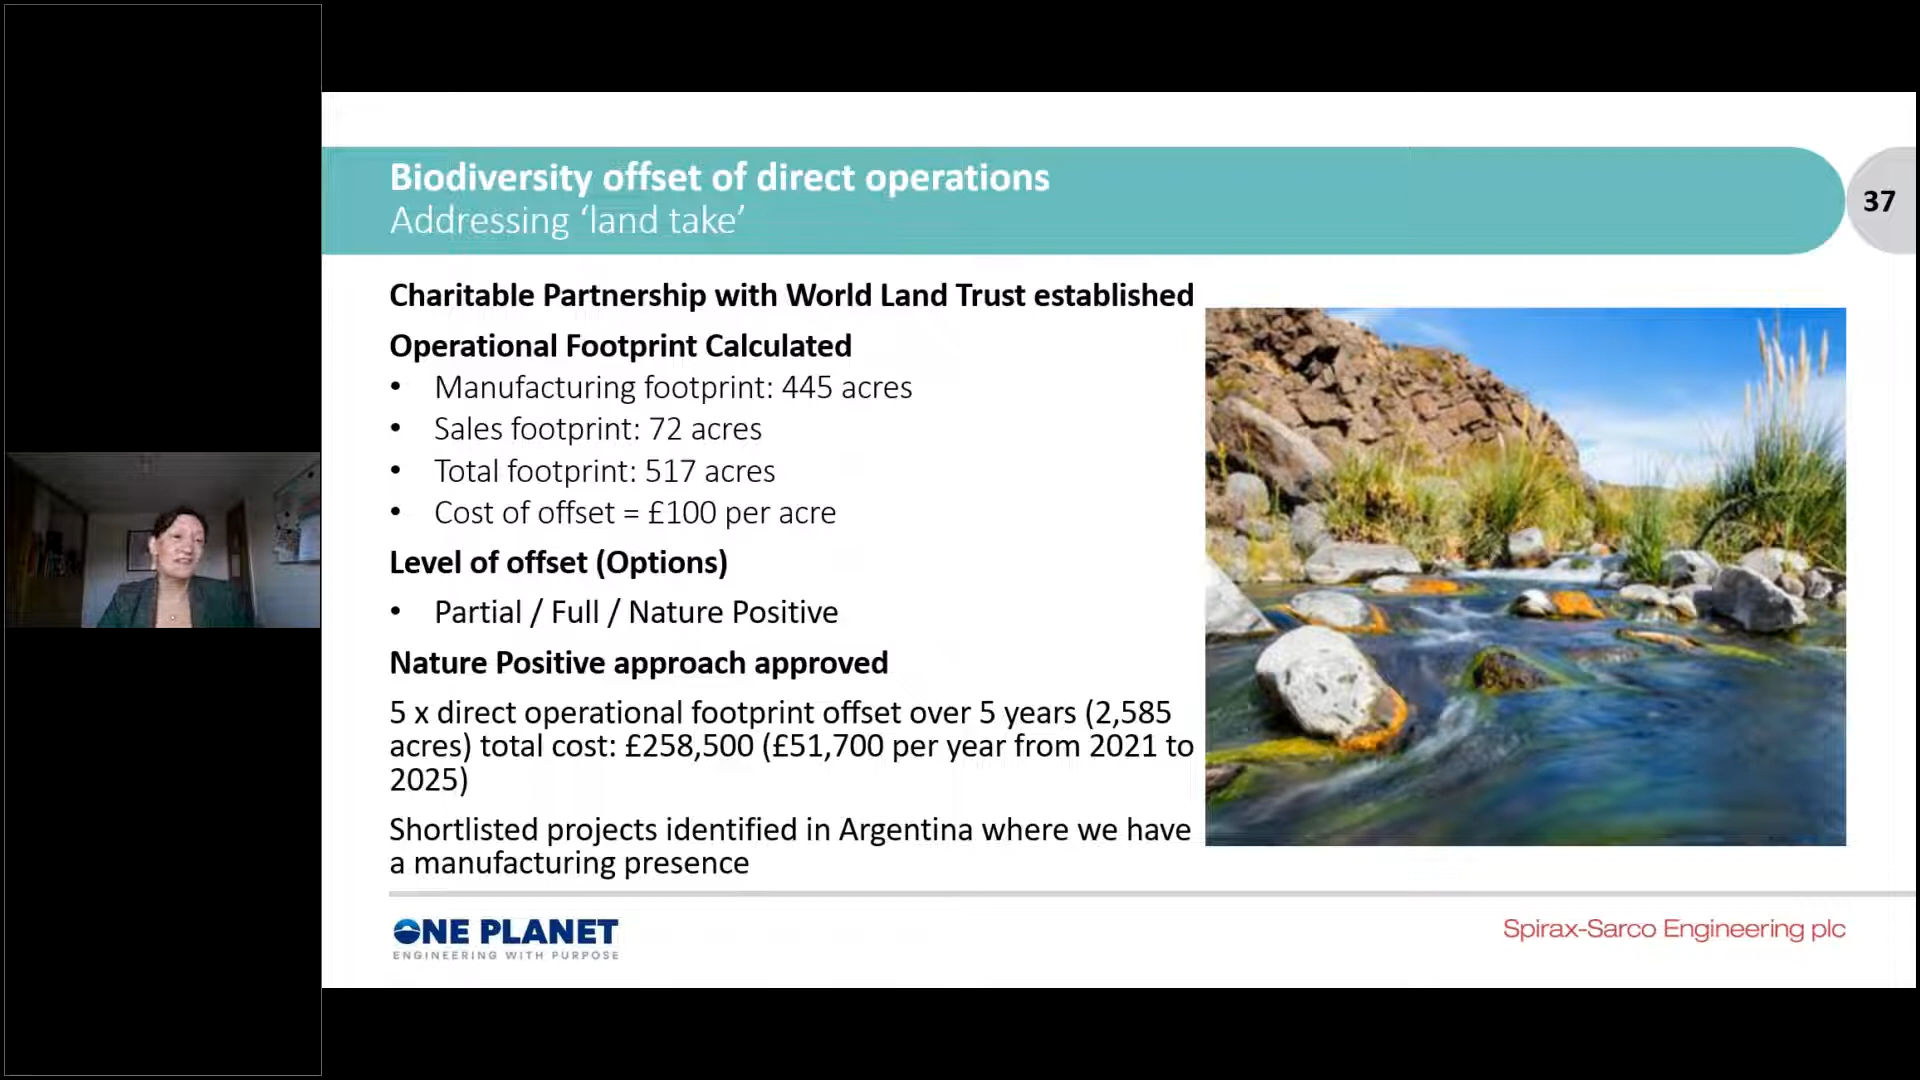 Biodiversity offset of direct operations
Addressing ‘land take’
37
Charitable Partnership with World Land Trust established
Operational Footprint Calculated
• Manufacturing footprint: 445 acres
• Sales footprint: 72 acres
• Total footprint: 517 acres
• Cost of offset = £100 per acre
Level of offset (Options)
• Partial / Full / Nature Positive
Nature Positive approach approved
5 x direct operational footprint offset over 5 years (2,585
acres) total cost: £258,500 (£51,700 per year from 2021 to
2025)
Shortlisted projects identified in Argentina where we have
a manufacturing presence
ONE PLANET
ENGINEERING WITH PURPOSE
Spirax-Sarco Engineering plc